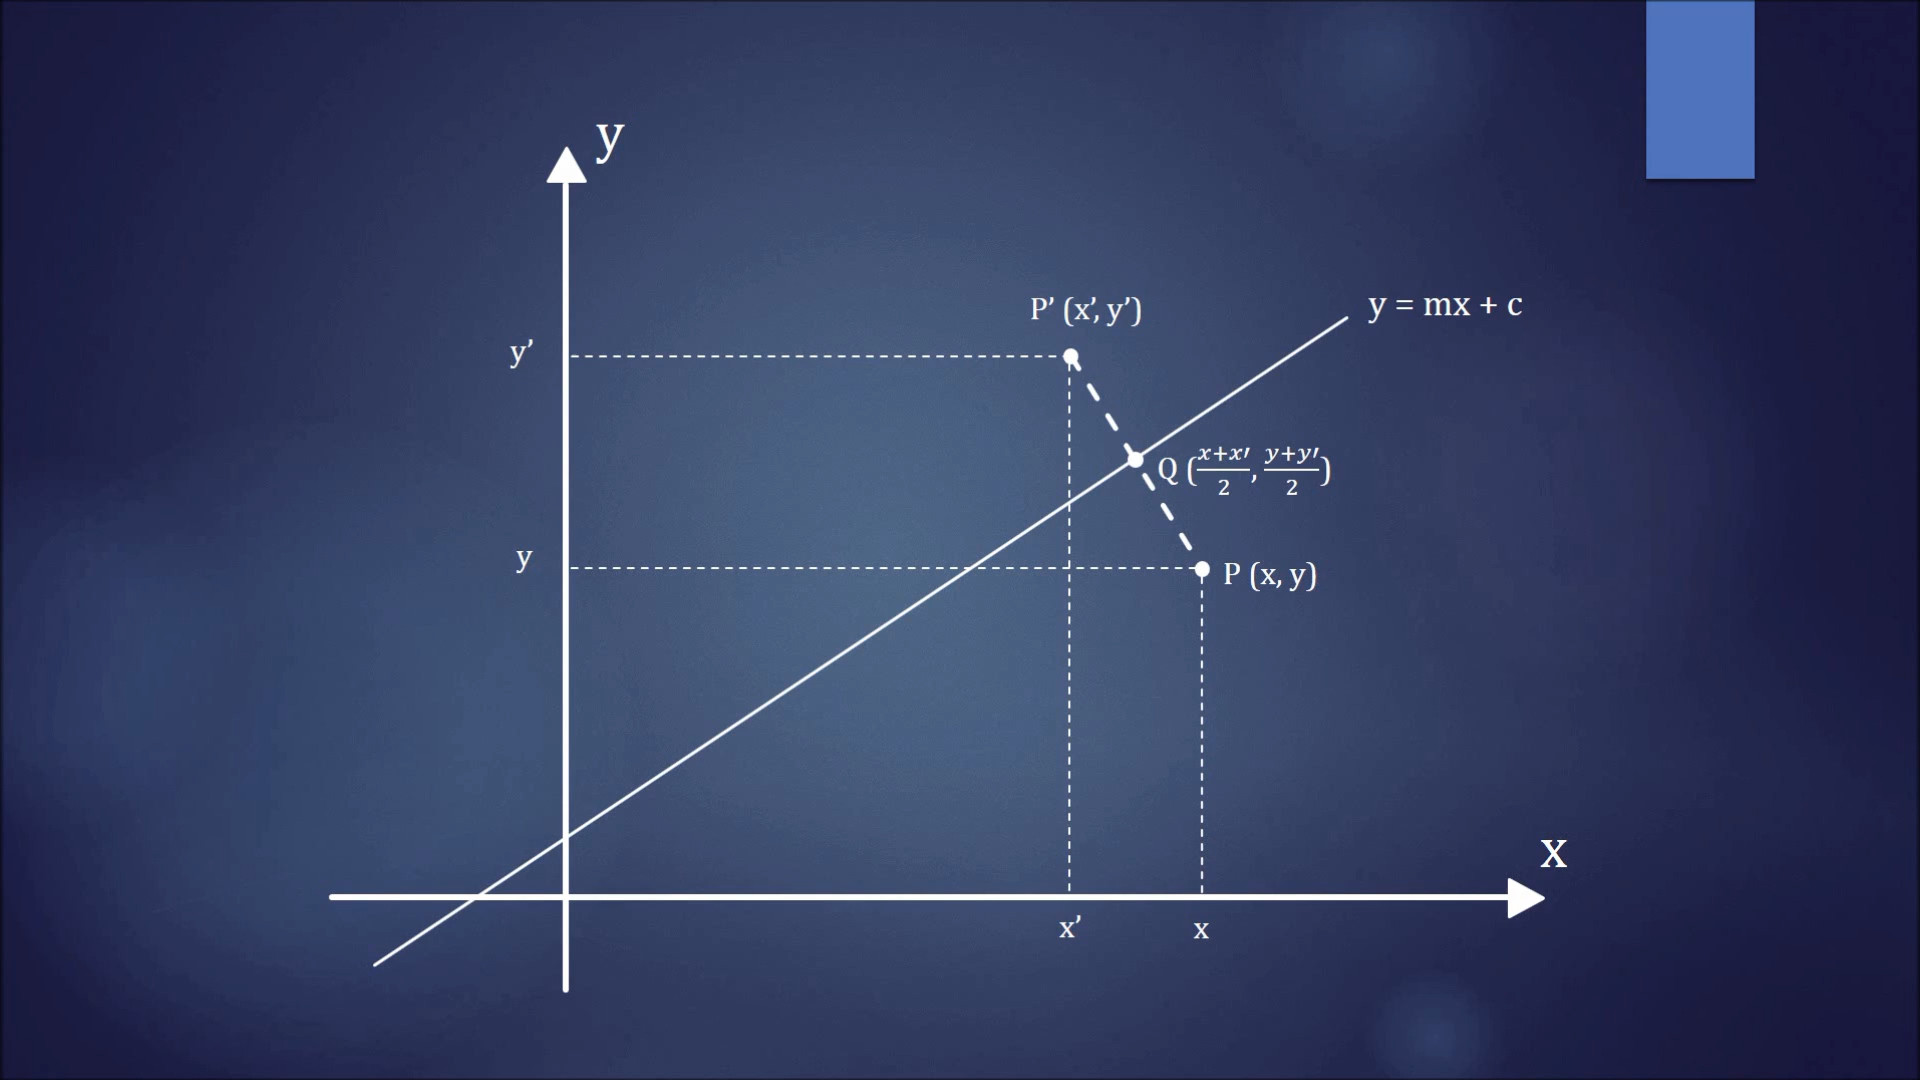 y
P’ (x’, y’)
y = mx + c
y’
Q (x+x′/2, y+y′/2)
y
P (x, y)
x
x’
x